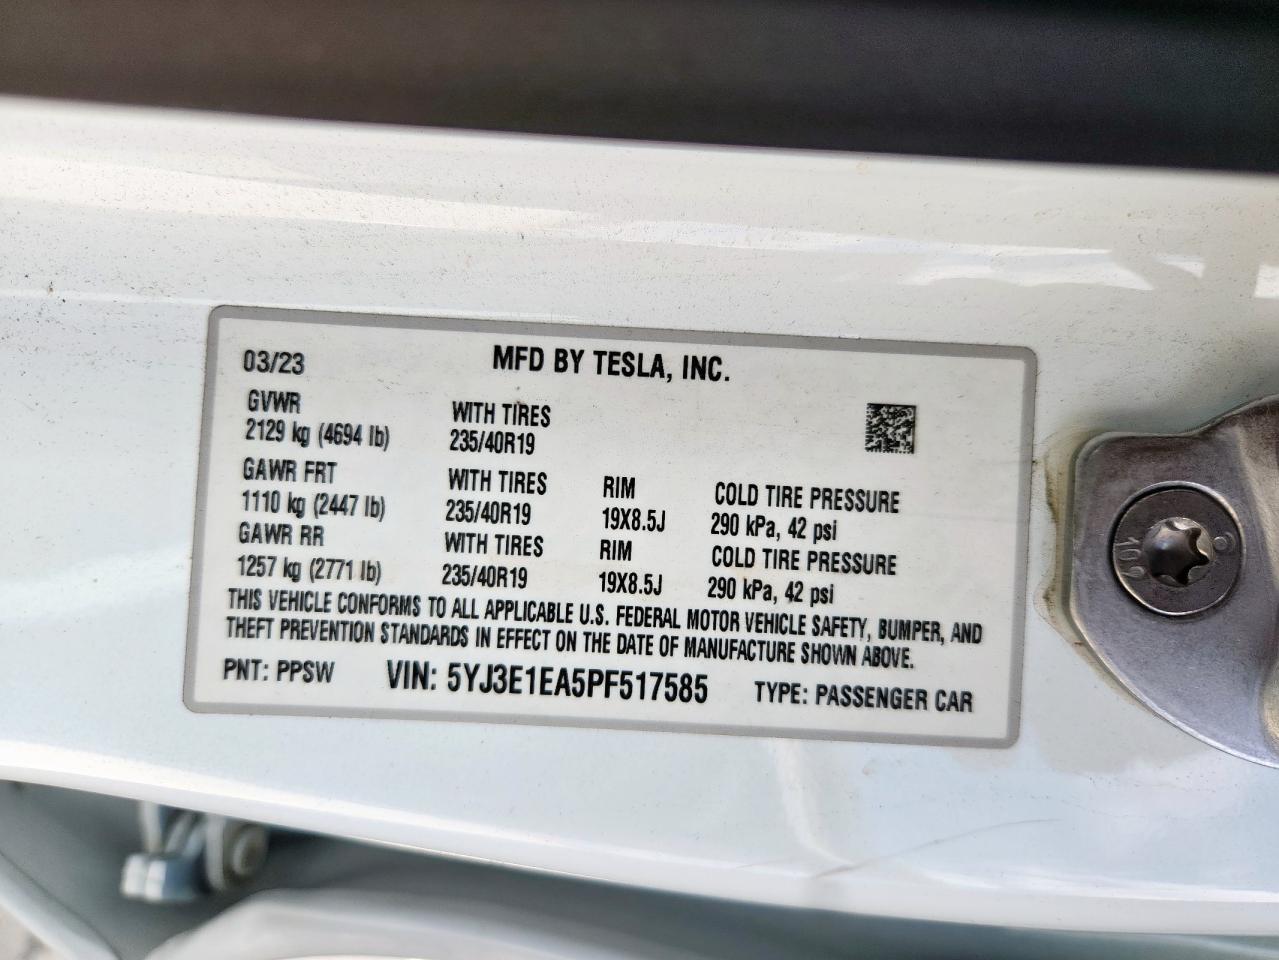 03/23 MFD BY TESLA, INC.
GVWR WITH TIRES
2129 kg (4694 lb) 235/40R19
GAWR FRT WITH TIRES RIM COLD TIRE PRESSURE
1110 kg (2447 lb) 235/40R19 19X8.5J 290 kPa, 42 psi
GAWR RR WITH TIRES RIM COLD TIRE PRESSURE
1257 kg (2771 lb) 235/40R19 19X8.5J 290 kPa, 42 psi
THIS VEHICLE CONFORMS TO ALL APPLICABLE U.S. FEDERAL MOTOR VEHICLE SAFETY, BUMPER, AND
THEFT PREVENTION STANDARDS IN EFFECT ON THE DATE OF MANUFACTURE SHOWN ABOVE.
PNT: PPSW VIN: 5YJ3E1EA5PF517585 TYPE: PASSENGER CAR